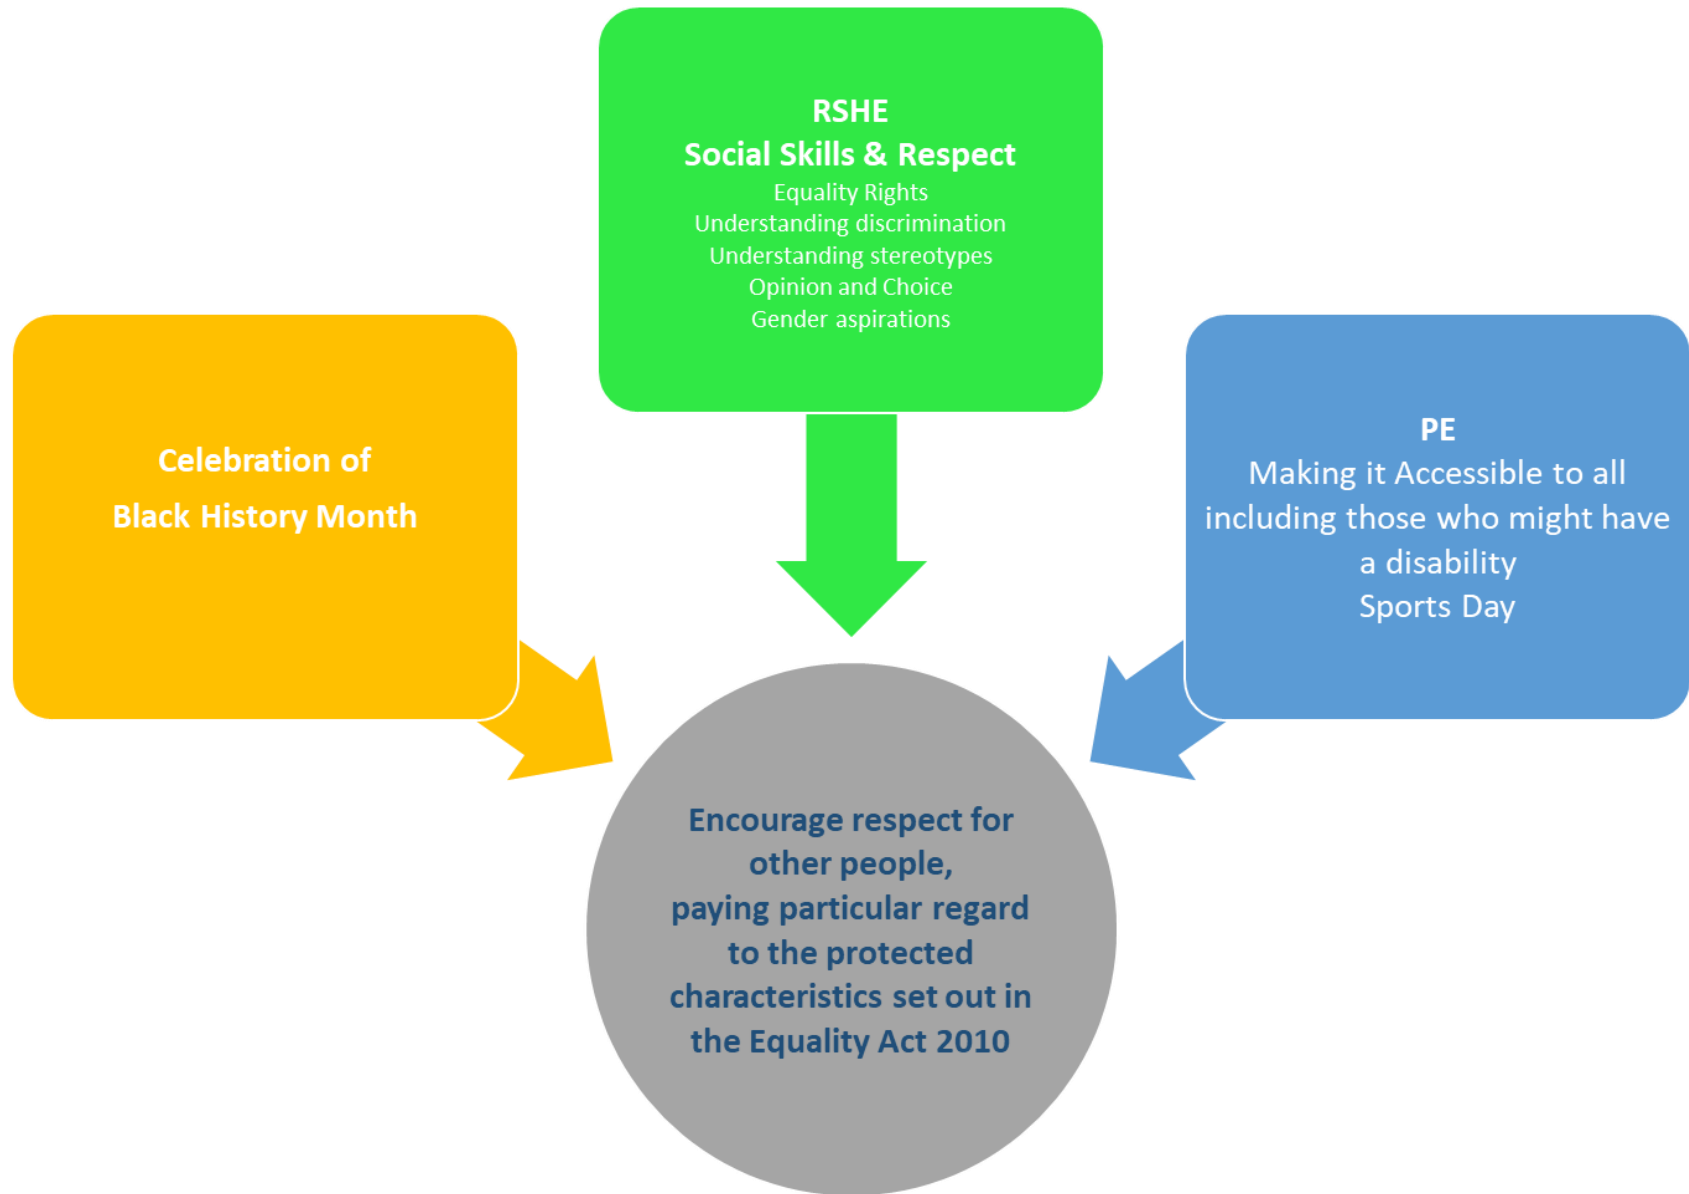 RSHE
Social Skills & Respect
Equality Rights
Understanding discrimination
Understanding stereotypes
Opinion and Choice
Gender aspirations
Celebration of
Black History Month
PE
Making it Accessible to all
including those who might have
a disability
Sports Day
Encourage respect for
other people,
paying particular regard
to the protected
characteristics set out in
the Equality Act 2010